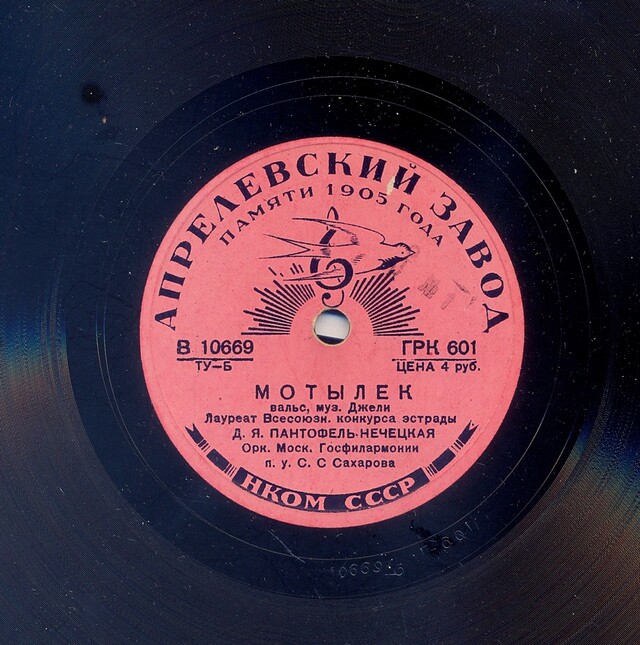 АПРЕЛЕВСКИЙ ЗАВОД
ПАМЯТИ 1905 ГОДА
В 10669
ТУ-Б
ГРК 601
ЦЕНА 4 руб.
МОТЫЛЕК
вальс, муз. Джели
Лауреат Всесоюзн. конкурса эстрады
Д. Я. ПАНТОФЕЛЬ-НЕЧЕЦКАЯ
Орк. Моск. Госфилармонии
п. у. С. С Сахарова
НКОМ СССР